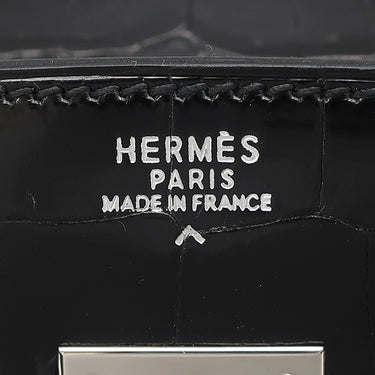 HERMÈS
PARIS
MADE IN FRANCE
^